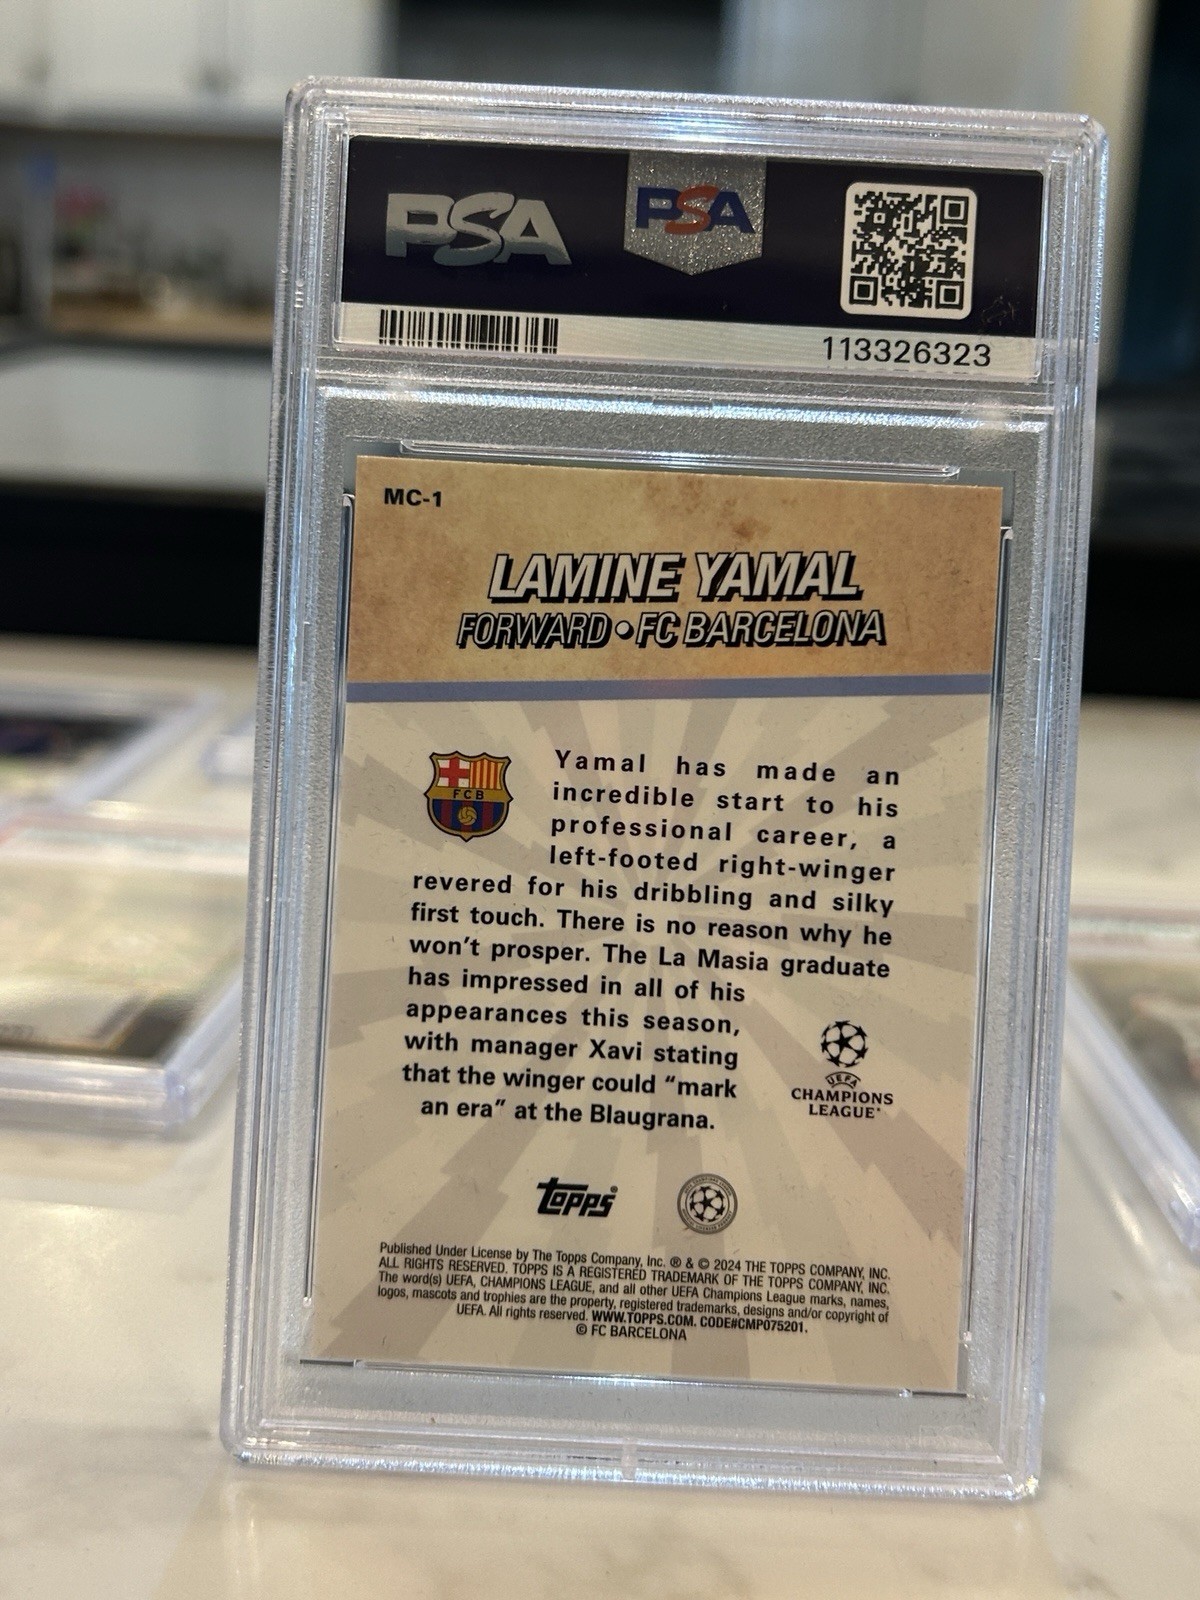 PSA
PSA
113326323
MC-1
LAMINE YAMAL
FORWARD • FC BARCELONA
FCB
Yamal has made an
incredible start to his
professional career, a
left-footed right-winger
revered for his dribbling and silky
first touch. There is no reason why he
won't prosper. The La Masia graduate
has impressed in all of his
appearances this season,
with manager Xavi stating
that the winger could “mark
an era” at the Blaugrana.
UEFA
CHAMPIONS
LEAGUE
topps®
Published Under License by The Topps Company, Inc. ® & © 2024 THE TOPPS COMPANY, INC.
ALL RIGHTS RESERVED. TOPPS IS A REGISTERED TRADEMARK OF THE TOPPS COMPANY, INC.
The word(s) UEFA, CHAMPIONS LEAGUE, and all other UEFA Champions League marks, names,
logos, mascots and trophies are the property, registered trademarks, designs and/or copyright of
UEFA. All rights reserved. WWW.TOPPS.COM. CODE#CMP075201.
© FC BARCELONA